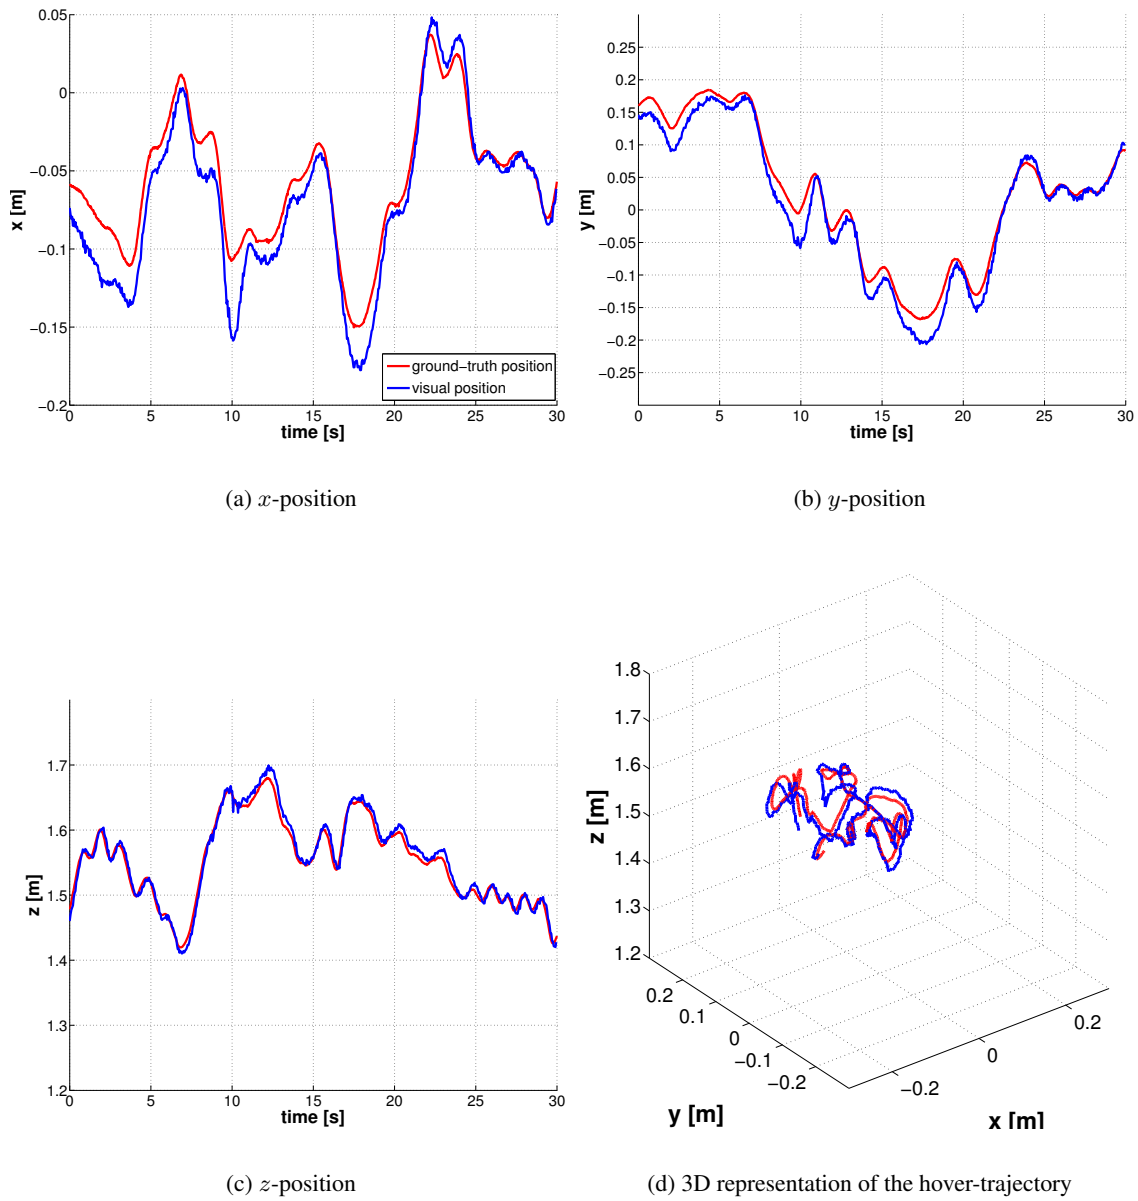 0.05
0
−0.05
−0.1
−0.15
−0.2
x [m]
0 5 10 15 20 25 30
time [s]
ground−truth position
visual position
(a) x-position
0.25
0.2
0.15
0.1
0.05
0
−0.05
−0.1
−0.15
−0.2
−0.25
y [m]
0 5 10 15 20 25 30
time [s]
(b) y-position
1.7
1.6
1.5
1.4
1.3
1.2
z [m]
0 5 10 15 20 25 30
time [s]
(c) z-position
1.8
1.7
1.6
1.5
1.4
1.3
1.2
z [m]
0.2
0.1
0
−0.1
−0.2
y [m]
−0.2
0
0.2
x [m]
(d) 3D representation of the hover-trajectory